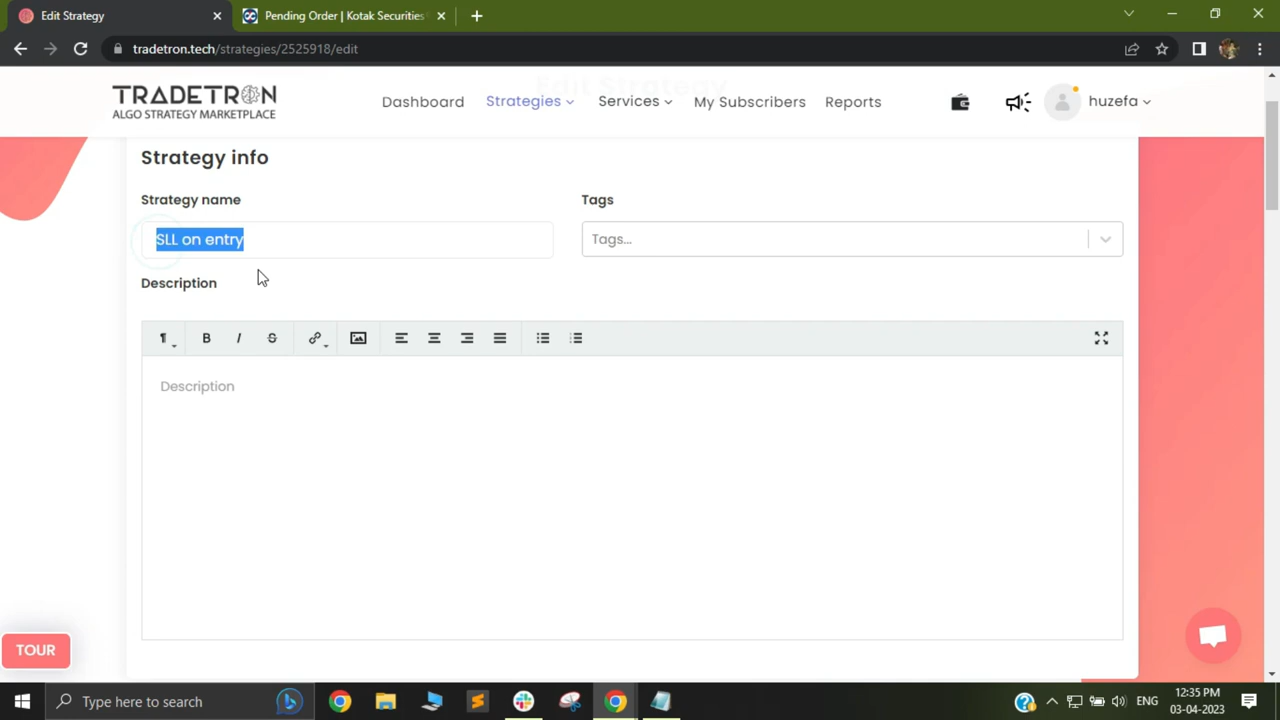 Edit Strategy
Pending Order | Kotak Securities
tradetron.tech/strategies/2525918/edit
Edit Strategy
TRADETRON
ALGO STRATEGY MARKETPLACE
Dashboard
Strategies
Services
My Subscribers
Reports
huzefa
Strategy info
Strategy name
Tags
SLL on entry
Tags...
Description
B
I
S
Description
TOUR
Type here to search
ENG
12:35 PM
03-04-2023